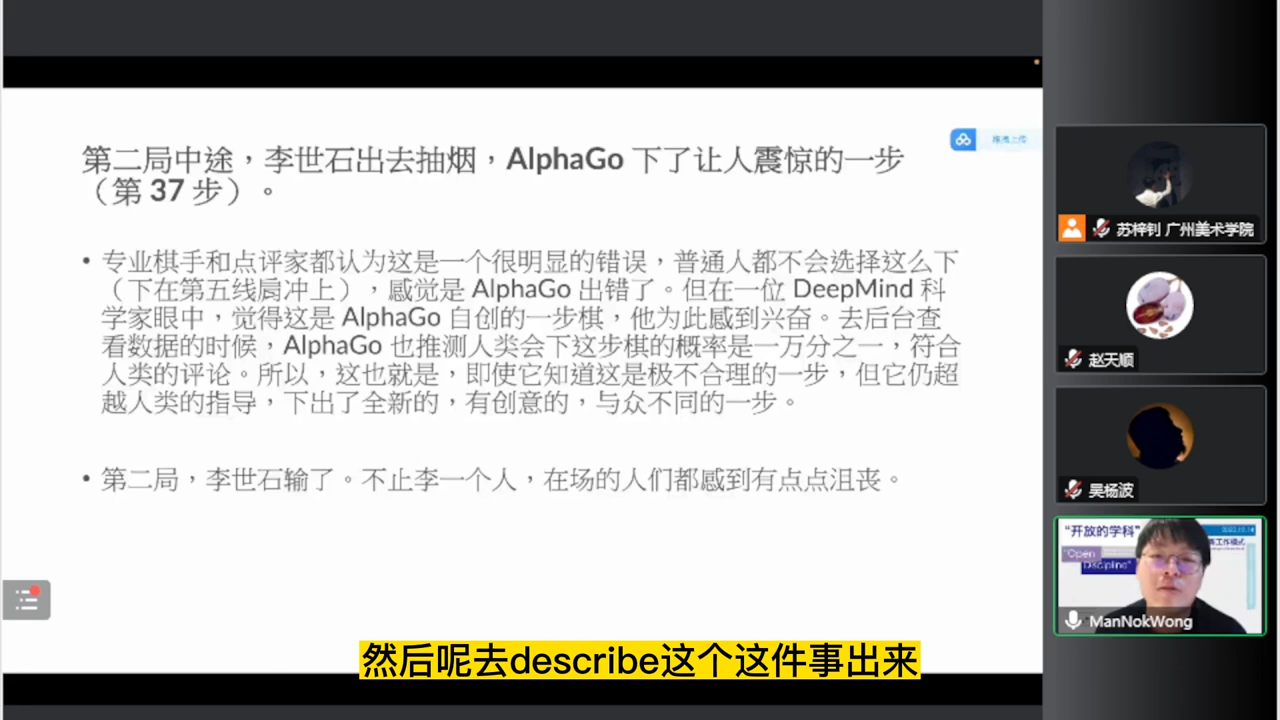 第二局中途，李世石出去抽烟，AlphaGo 下了让人震惊的一步
（第 37 步）。
• 专业棋手和点评家都认为这是一个很明显的错误，普通人都不会选择这么下
（下在第五线肩冲上），感觉是 AlphaGo 出错了。但在一位 DeepMind 科
学家眼中，觉得这是 AlphaGo 自创的一步棋，他为此感到兴奋。去后台查
看数据的时候，AlphaGo 也推测人类会下这步棋的概率是一万分之一，符合
人类的评论。所以，这也就是，即使它知道这是极不合理的一步，但它仍超
越人类的指导，下出了全新的，有创意的，与众不同的一步。
• 第二局，李世石输了。不止李一个人，在场的人们都感到有点点沮丧。
拖拽上传
苏梓钊 广州美术学院
赵天顺
吴杨波
“开放的学科”
2022.10.14
工作模式
"Open
Discipline"
ManNokWong
然后呢去describe这个这件事出来